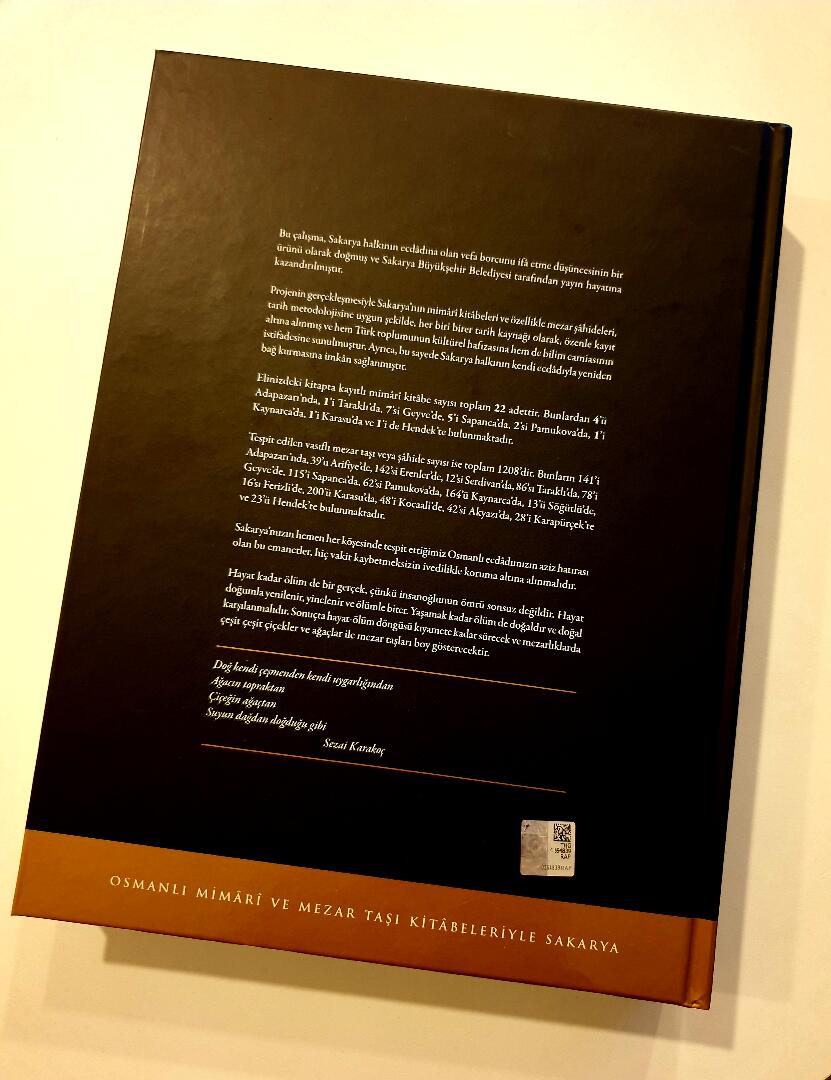 Bu çalışma, Sakarya halkının ecdâdına olan vefa borcunu ifâ etme düşüncesinin bir
ürünü olarak doğmuş ve Sakarya Büyükşehir Belediyesi tarafından yayın hayatına
kazandırılmıştır.
Projenin gerçekleşmesiyle Sakarya'nın mimârî kitâbeleri ve özellikle mezar şâhideleri,
tarih metodolojisine uygun şekilde, her biri birer tarih kaynağı olarak, özenle kayıt
altına alınmış ve hem Türk toplumunun kültürel hafızasına hem de bilim camiasının
istifadesine sunulmuştur. Ayrıca, bu sayede Sakarya halkının kendi ecdâdıyla yeniden
bağ kurmasına imkân sağlanmıştır.
Elinizdeki kitapta kayıtlı mimârî kitâbe sayısı toplam 22 adettir. Bunlardan 4'ü
Adapazarı'nda, 1'i Taraklı'da, 7'si Geyve'de, 5'i Sapanca'da, 2'si Pamukova'da, 1'i
Kaynarca'da, 1'i Karasu'da ve 1'i de Hendek'te bulunmaktadır.
Tespit edilen vasıflı mezar taşı veya şâhide sayısı ise toplam 1208'dir. Bunların 141'i
Adapazarı'nda, 39'u Arifiye'de, 142'si Erenler'de, 12'si Serdivan'da, 86'sı Taraklı'da, 78'i
Geyve'de, 115'i Sapanca'da, 62'si Pamukova'da, 164'ü Kaynarca'da, 13'ü Söğütlü'de,
16'sı Ferizli'de, 200'ü Karasu'da, 48'i Kocaali'de, 42'si Akyazı'da, 28'i Karapürçek'te
ve 23'ü Hendek'te bulunmaktadır.
Sakarya'mızın hemen her köşesinde tespit ettiğimiz Osmanlı ecdâdımızın aziz hatırası
olan bu emanetler, hiç vakit kaybetmeksizin ivedilikle koruma altına alınmalıdır.
Hayat kadar ölüm de bir gerçek, çünkü insanoğlunun ömrü sonsuz değildir. Hayat
doğumla yenilenir, yinelenir ve ölümle biter. Yaşamak kadar ölüm de doğaldır ve doğal
karşılanmalıdır. Sonuçta hayat-ölüm döngüsü kıyamete kadar sürecek ve mezarlıklarda
çeşit çeşit çiçekler ve ağaçlar ile mezar taşları boy gösterecektir.
Doğ kendi çeşmenden kendi uygarlığından
Ağacın topraktan
Çiçeğin ağaçtan
Suyun dağdan doğduğu gibi
Sezai Karakoç
THG
RAP
OSMANLI MİMÂRÎ VE MEZAR TAŞI KİTÂBELERİYLE SAKARYA